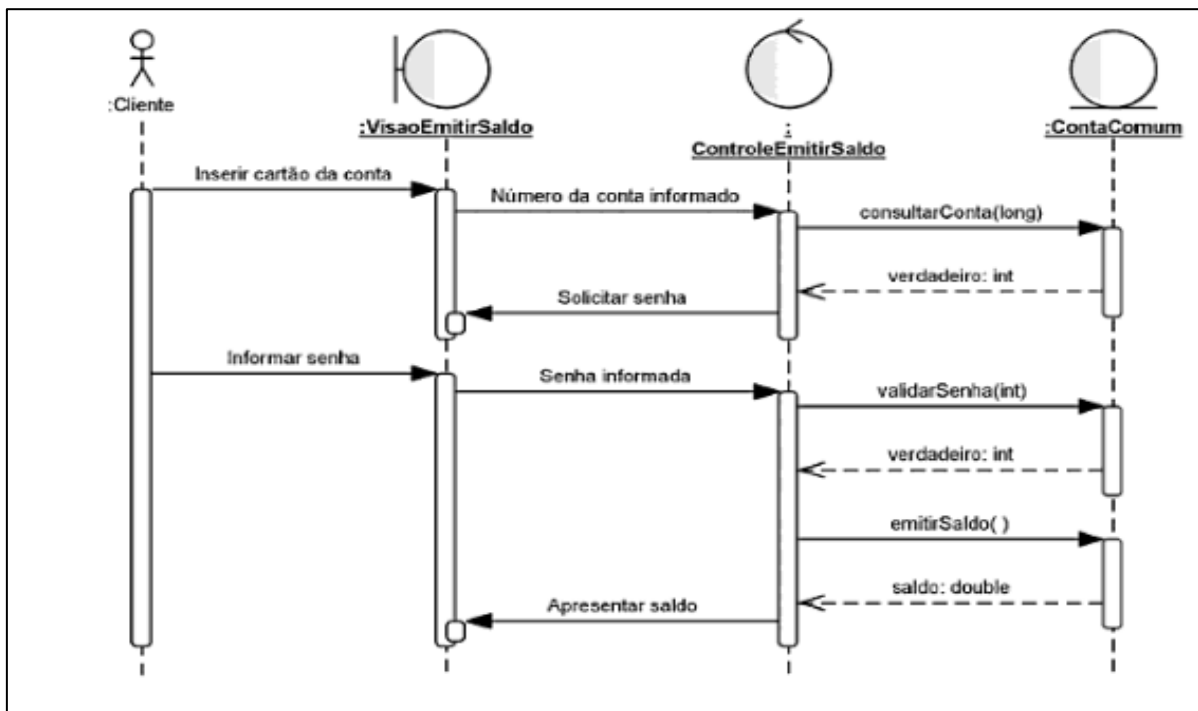 :Cliente
:VisaoEmitirSaldo
:
ControleEmitirSaldo
:ContaComum
Inserir cartão da conta
Número da conta informado
consultarConta(long)
verdadeiro: int
Solicitar senha
Informar senha
Senha informada
validarSenha(int)
verdadeiro: int
emitirSaldo( )
saldo: double
Apresentar saldo